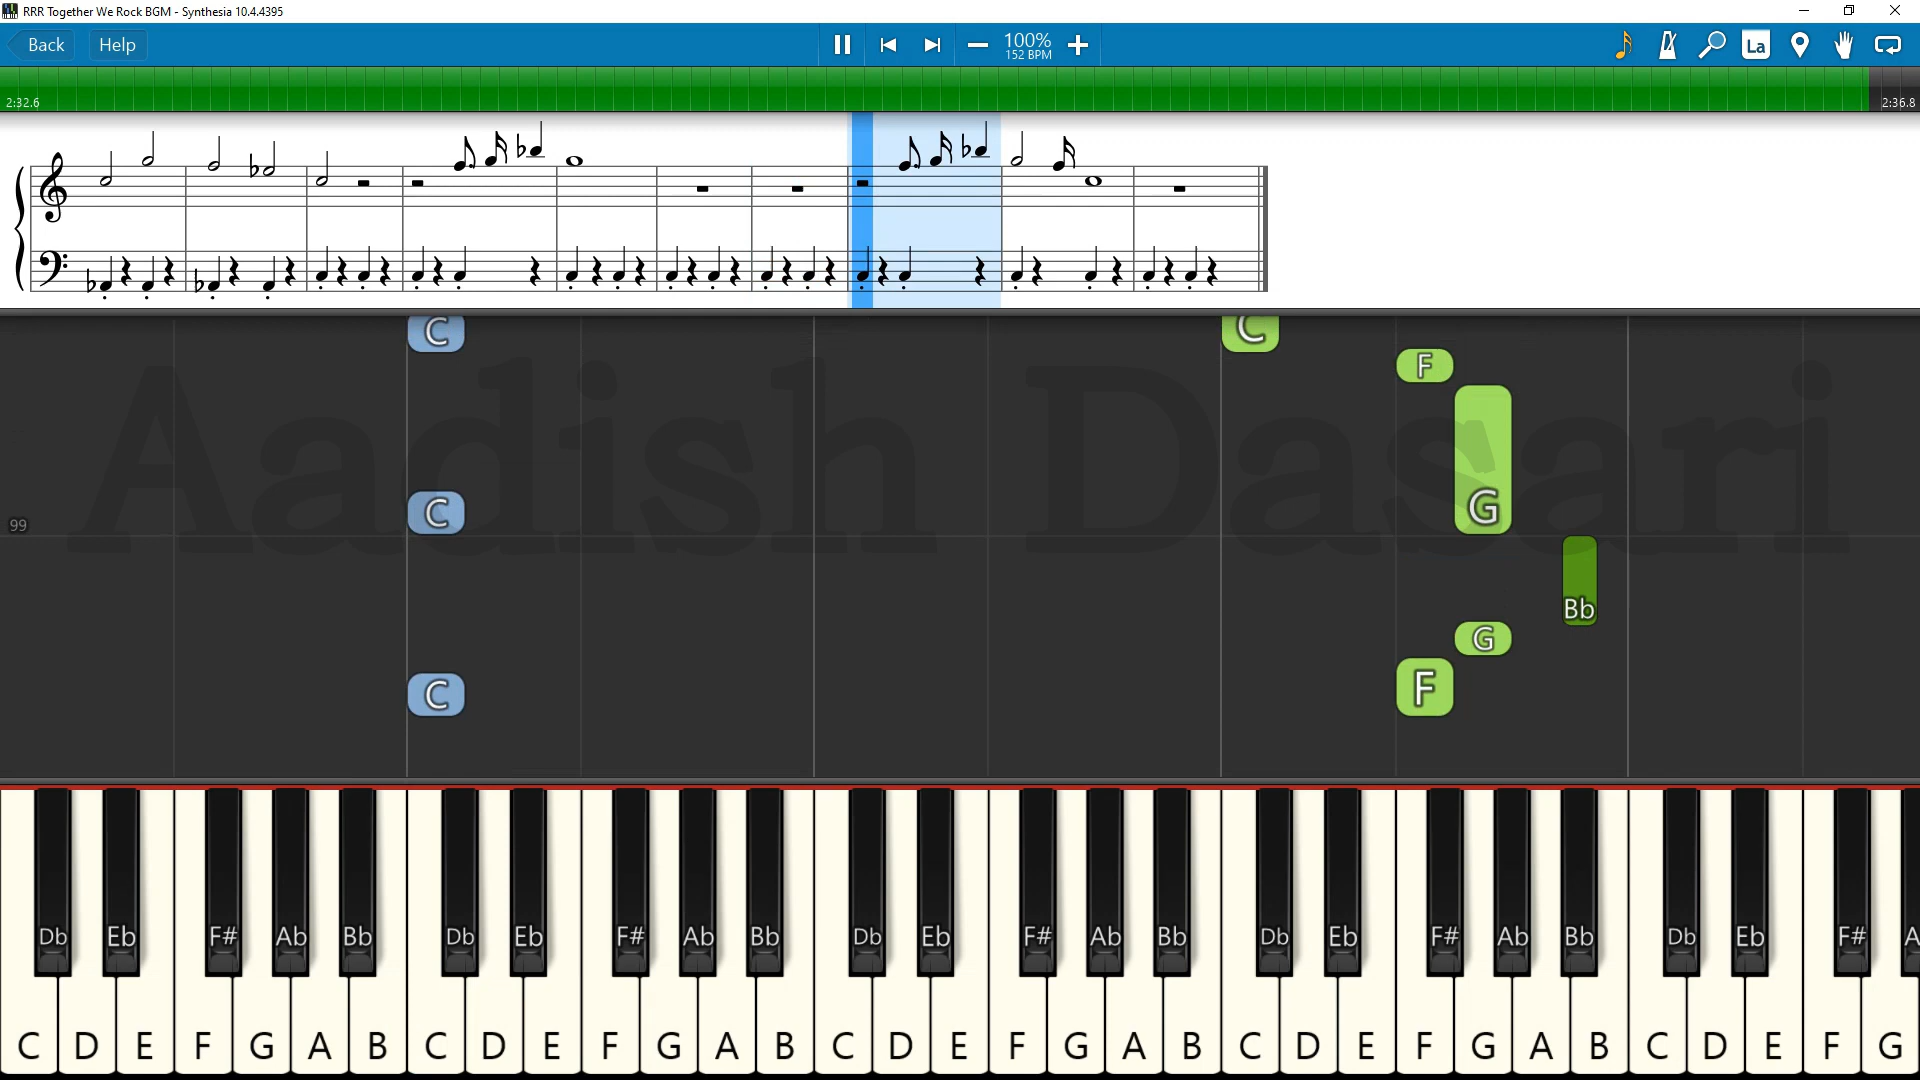 RRR Together We Rock BGM - Synthesia 10.4.4395
Back Help 100% La
152 BPM
2:32.6 2:36.8
C C
F
Aadish Dasari
G
C
99
Bb
G
C F
Db Eb F# Ab Bb Db Eb F# Ab Bb Db Eb F# Ab Bb Db Eb F# Ab Bb Db Eb F# A
C D E F G A B C D E F G A B C D E F G A B C D E F G A B C D E F G